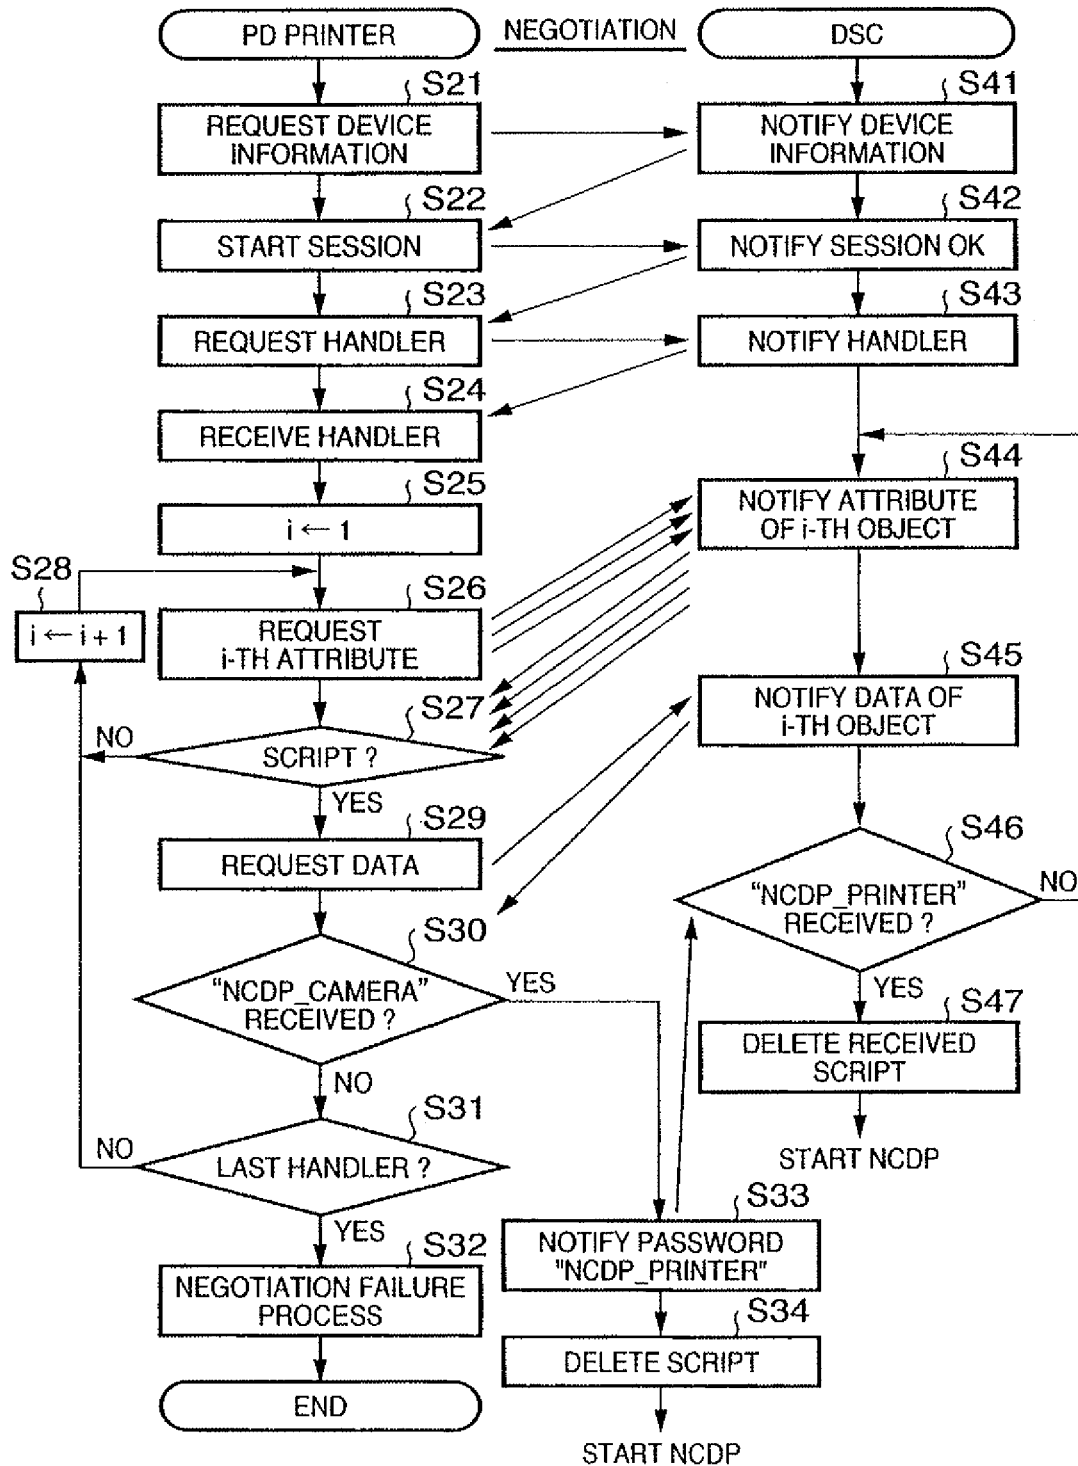 PD PRINTER
NEGOTIATION
DSC
S21
REQUEST DEVICE
INFORMATION
S41
NOTIFY DEVICE
INFORMATION
S22
START SESSION
S42
NOTIFY SESSION OK
S23
REQUEST HANDLER
S43
NOTIFY HANDLER
S24
RECEIVE HANDLER
S25
i ← 1
S44
NOTIFY ATTRIBUTE
OF i-TH OBJECT
S28
i ← i + 1
S26
REQUEST
i-TH ATTRIBUTE
S45
NOTIFY DATA OF
i-TH OBJECT
S27
SCRIPT ?
NO
YES
S29
REQUEST DATA
S46
“NCDP_PRINTER”
RECEIVED ?
NO
YES
S30
“NCDP_CAMERA”
RECEIVED ?
YES
NO
S47
DELETE RECEIVED
SCRIPT
START NCDP
S31
LAST HANDLER ?
NO
YES
S33
NOTIFY PASSWORD
"NCDP_PRINTER"
S32
NEGOTIATION FAILURE
PROCESS
S34
DELETE SCRIPT
END
START NCDP